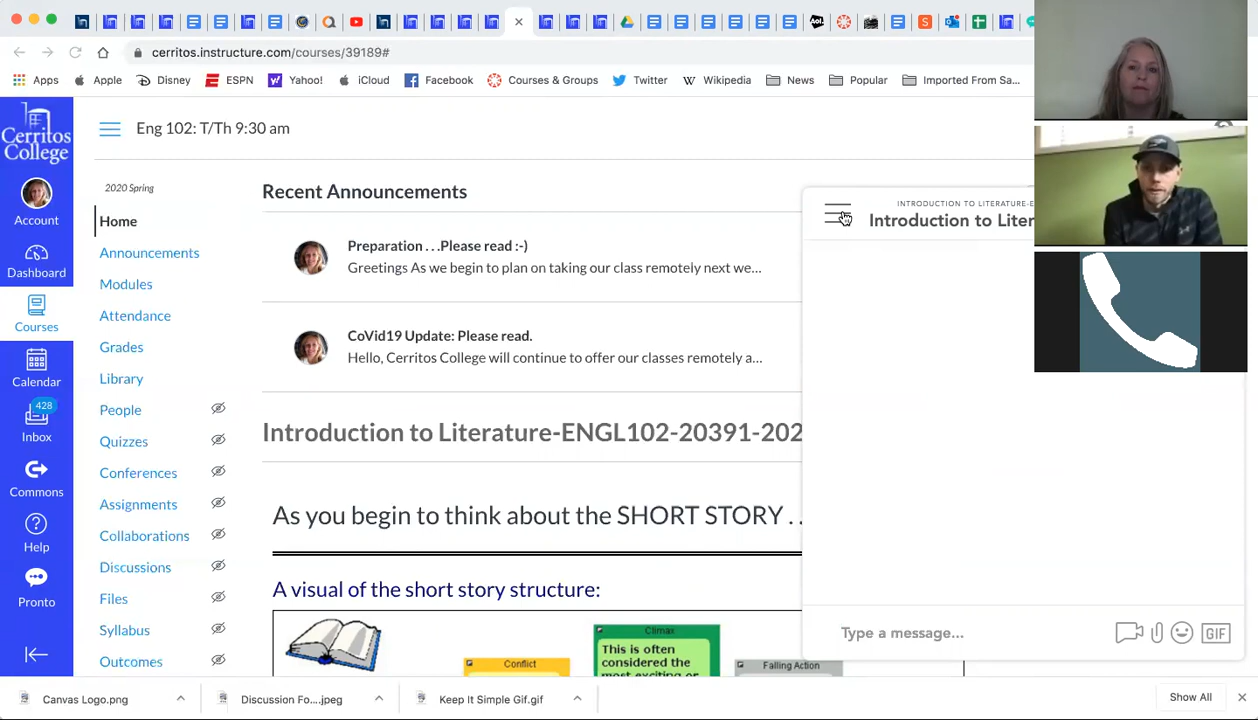 cerritos.instructure.com/courses/39189#
Apps
Apple
Disney
ESPN
Yahoo!
iCloud
Facebook
Courses & Groups
Twitter
Wikipedia
News
Popular
Imported From Sa...
Aol.
Cerritos
College
Account
Dashboard
Courses
Calendar
428
Inbox
Commons
Help
Pronto
Eng 102: T/Th 9:30 am
2020 Spring
Home
Announcements
Modules
Attendance
Grades
Library
People
Quizzes
Conferences
Assignments
Collaborations
Discussions
Files
Syllabus
Outcomes
Recent Announcements
Preparation . . .Please read :-)
Greetings As we begin to plan on taking our class remotely next we...
CoVid19 Update: Please read.
Hello, Cerritos College will continue to offer our classes remotely a...
Introduction to Literature-ENGL102-20391-202
As you begin to think about the SHORT STORY . .
A visual of the short story structure:
Conflict
Climax
This is often
considered the
most exciting or
Falling Action
INTRODUCTION TO LITERATURE-E
Introduction to Liter
Type a message...
GIF
Canvas Logo.png
Discussion Fo....jpeg
Keep It Simple Gif.gif
Show All